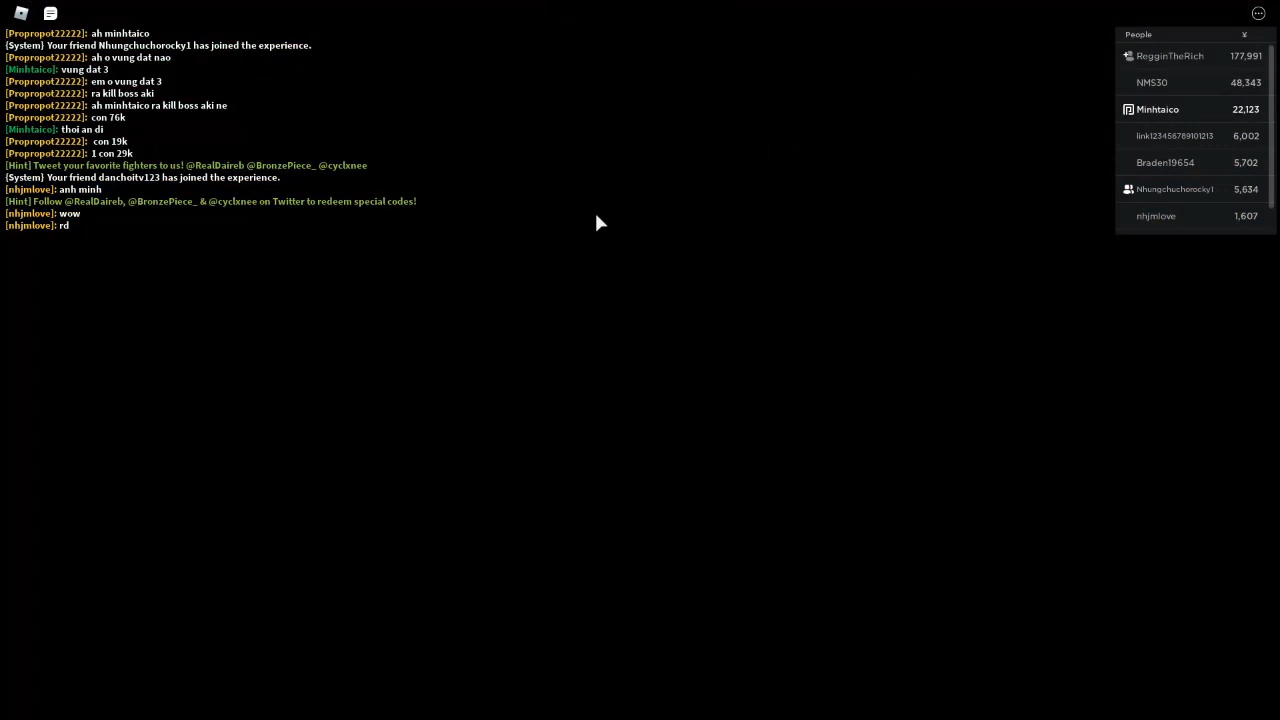 [Propropot22222]: ah minhtaico
{System} Your friend Nhungchuchorocky1 has joined the experience.
[Propropot22222]: ah o vung dat nao
[Minhtaico]: vung dat 3
[Propropot22222]: em o vung dat 3
[Propropot22222]: ra kill boss aki
[Propropot22222]: ah minhtaico ra kill boss aki ne
[Propropot22222]: con 76k
[Minhtaico]: thoi an di
[Propropot22222]: con 19k
[Propropot22222]: 1 con 29k
[Hint] Tweet your favorite fighters to us! @RealDaireb @BronzePiece_ @cyclxnee
{System} Your friend danchoitv123 has joined the experience.
[nhjmlove]: anh minh
[Hint] Follow @RealDaireb, @BronzePiece_ & @cyclxnee on Twitter to redeem special codes!
[nhjmlove]: wow
[nhjmlove]: rd
People ¥
RegginTheRich 177,991
NMS30 48,343
Minhtaico 22,123
link123456789101213 6,002
Braden19654 5,702
Nhungchuchorocky1 5,634
nhjmlove 1,607